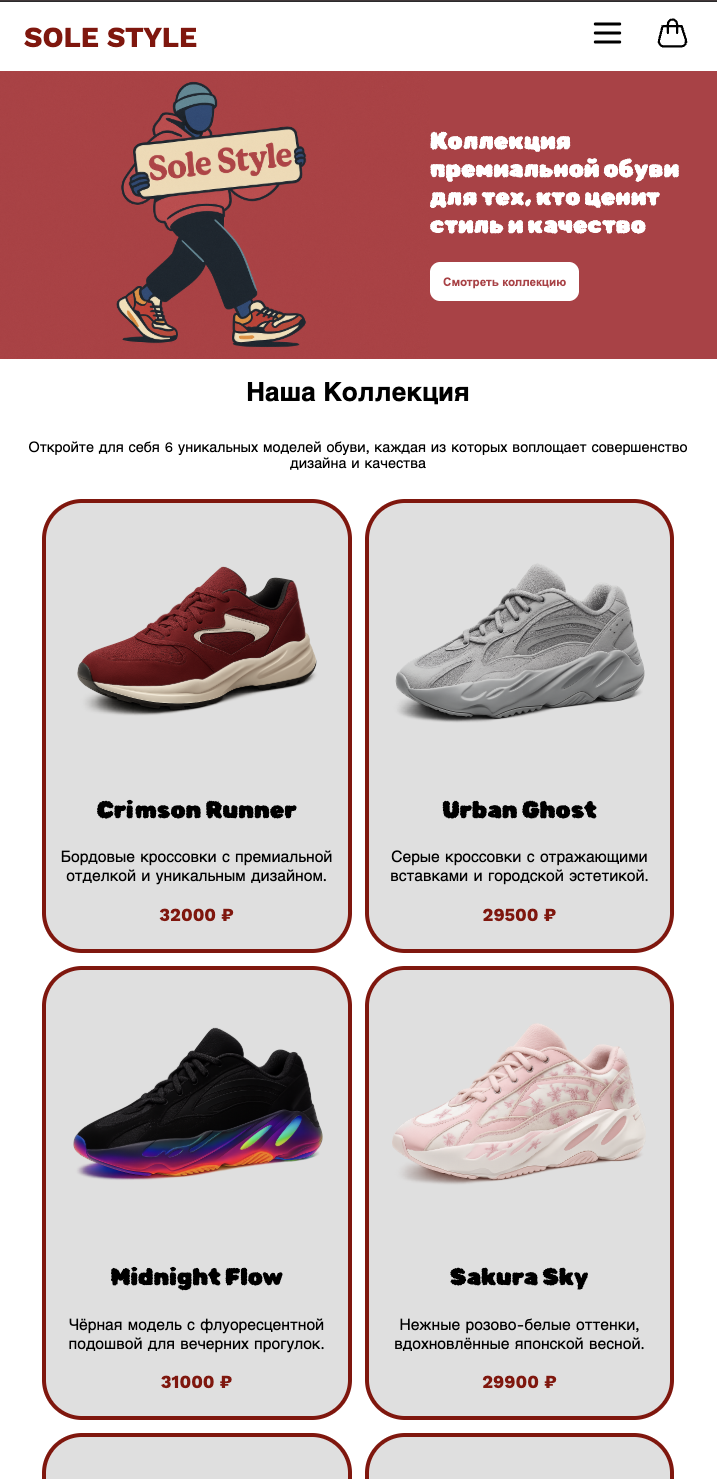 SOLE STYLE
Sole Style
Коллекция
премиальной обуви
для тех, кто ценит
стиль и качество
Смотреть коллекцию
Наша Коллекция
Откройте для себя 6 уникальных моделей обуви, каждая из которых воплощает совершенство
дизайна и качества
Crimson Runner
Бордовые кроссовки с премиальной
отделкой и уникальным дизайном.
32000 ₽
Urban Ghost
Серые кроссовки с отражающими
вставками и городской эстетикой.
29500 ₽
Midnight Flow
Чёрная модель с флуоресцентной
подошвой для вечерних прогулок.
31000 ₽
Sakura Sky
Нежные розово-белые оттенки,
вдохновлённые японской весной.
29900 ₽